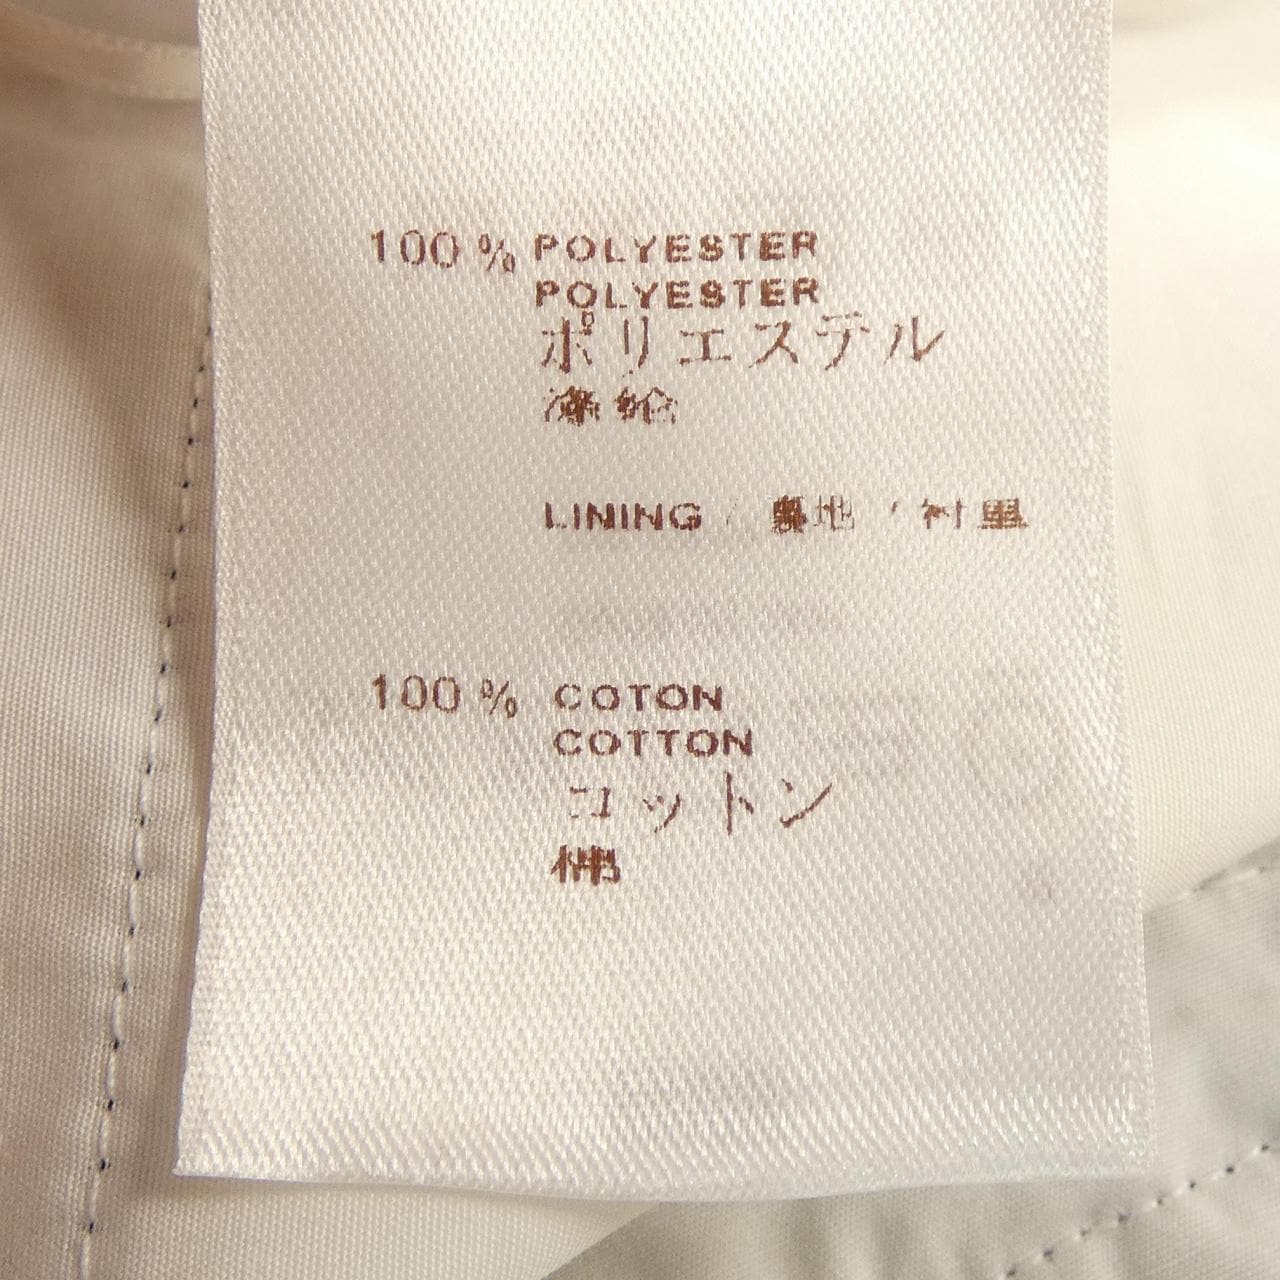 100% POLYESTER
POLYESTER
ポリエステル
涤纶
LINING / 裏地 / 衬里
100% COTON
COTTON
コットン
棉